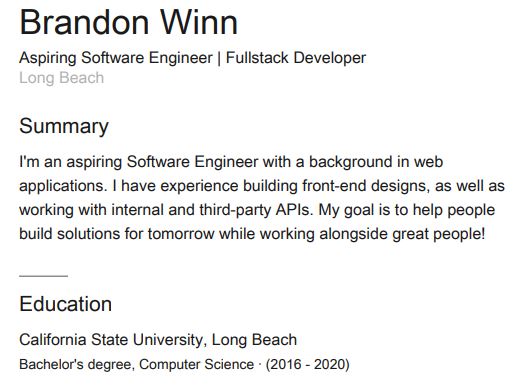 Brandon Winn
Aspiring Software Engineer | Fullstack Developer
Long Beach
Summary
I'm an aspiring Software Engineer with a background in web
applications. I have experience building front-end designs, as well as
working with internal and third-party APIs. My goal is to help people
build solutions for tomorrow while working alongside great people!
Education
California State University, Long Beach
Bachelor's degree, Computer Science · (2016 - 2020)